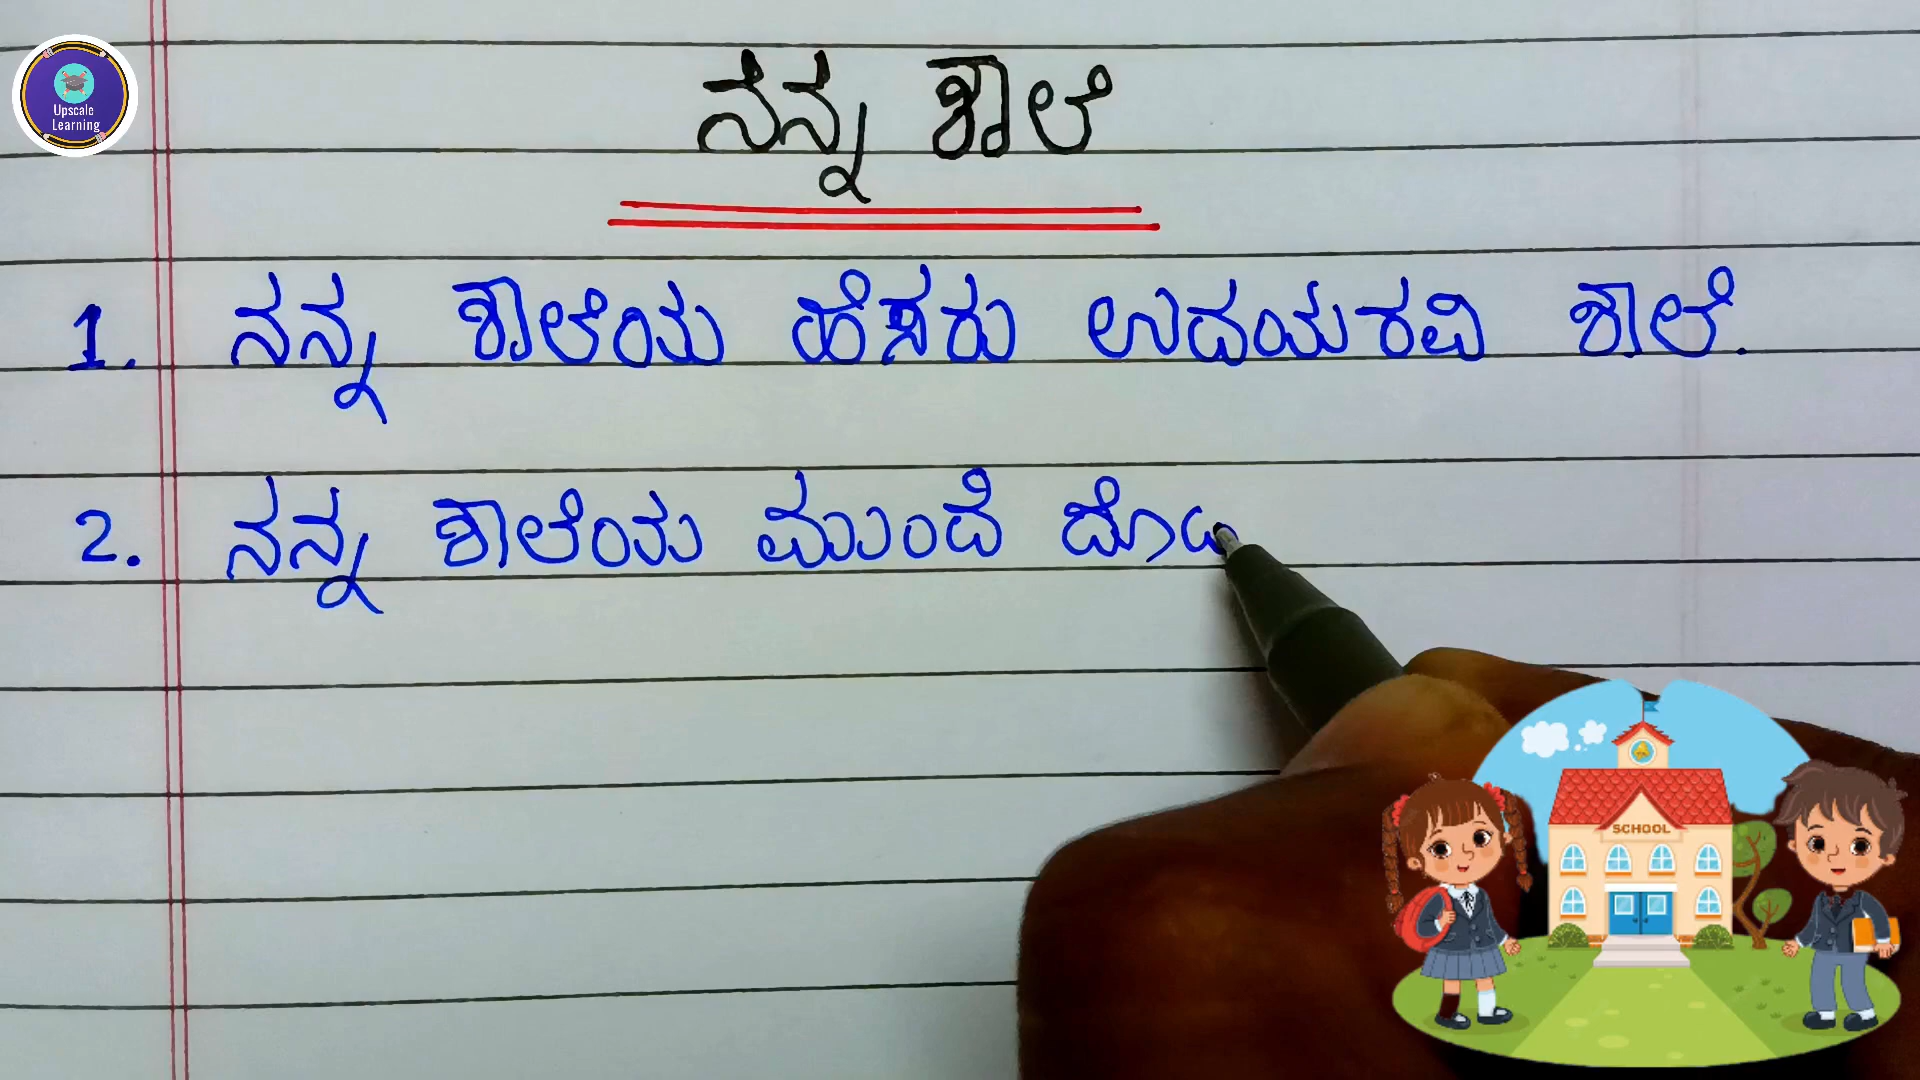 Upscale
Learning
ನನ್ನ ಶಾಲೆ
1. ನನ್ನ ಶಾಲೆಯ ಹೆಸರು ಉದಯರವಿ ಶಾಲೆ.
2. ನನ್ನ ಶಾಲೆಯ ಮುಂದೆ
SCHOOL